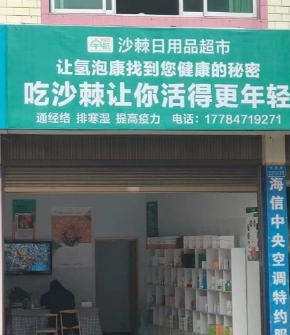 沙棘日用品超市
让氢泡康找到您健康的秘密
吃沙棘让你活得更年轻
通经络 排寒湿 提高疫力 电话：17784719271
海信中央空调特约服